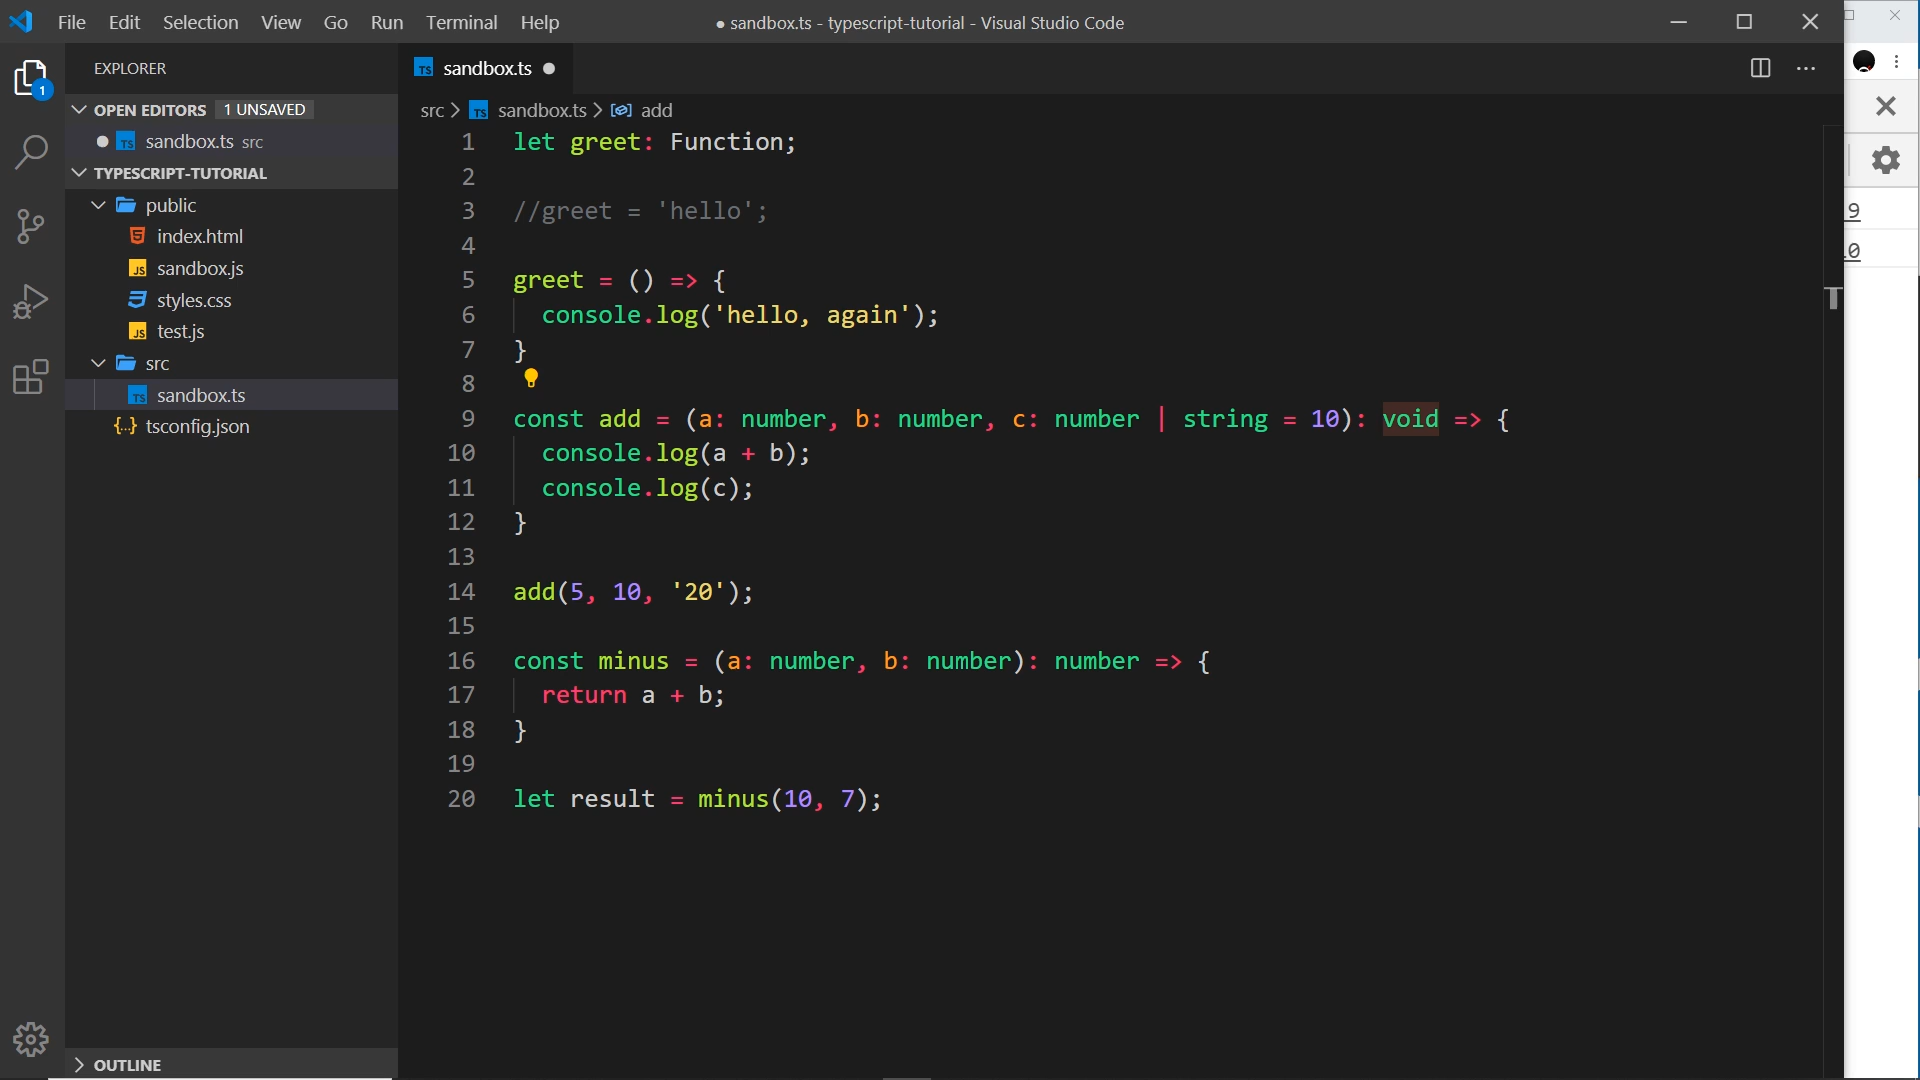 File Edit Selection View Go Run Terminal Help
● sandbox.ts - typescript-tutorial - Visual Studio Code
EXPLORER
OPEN EDITORS 1 UNSAVED
sandbox.ts src
TYPESCRIPT-TUTORIAL
public
index.html
sandbox.js
styles.css
test.js
src
sandbox.ts
tsconfig.json
OUTLINE
1
TS sandbox.ts
src > TS sandbox.ts > add
1 let greet: Function;
2
3 //greet = 'hello';
4
5 greet = () => {
6 console.log('hello, again');
7 }
8
9 const add = (a: number, b: number, c: number | string = 10): void => {
10 console.log(a + b);
11 console.log(c);
12 }
13
14 add(5, 10, '20');
15
16 const minus = (a: number, b: number): number => {
17 return a + b;
18 }
19
20 let result = minus(10, 7);
9
0